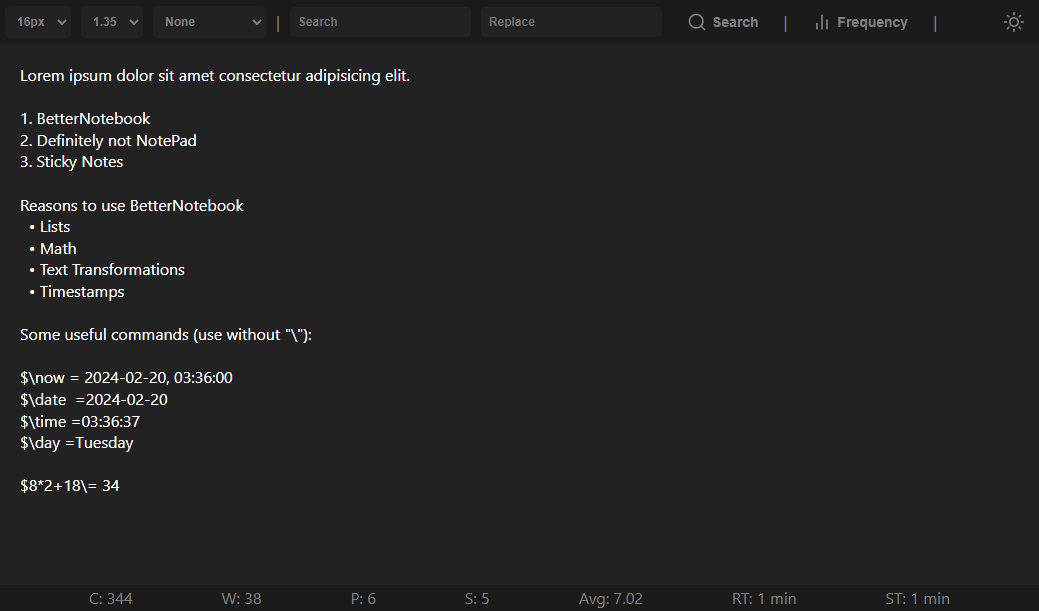 16px 1.35 None | Search Replace Search | Frequency |
Lorem ipsum dolor sit amet consectetur adipisicing elit.
1. BetterNotebook
2. Definitely not NotePad
3. Sticky Notes
Reasons to use BetterNotebook
• Lists
• Math
• Text Transformations
• Timestamps
Some useful commands (use without "\"):
$\now = 2024-02-20, 03:36:00
$\date  =2024-02-20
$\time =03:36:37
$\day =Tuesday
$8*2+18\= 34
C: 344 W: 38 P: 6 S: 5 Avg: 7.02 RT: 1 min ST: 1 min